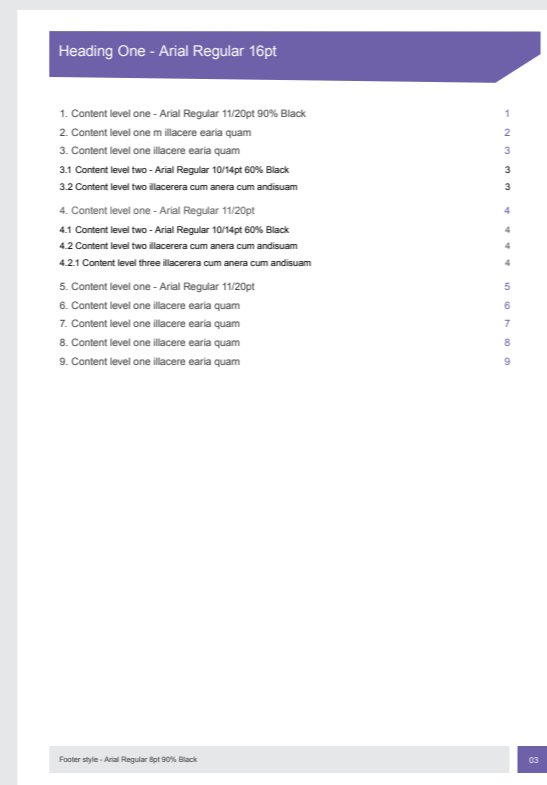 Heading One - Arial Regular 16pt
1. Content level one - Arial Regular 11/20pt 90% Black 1
2. Content level one m illacere earia quam 2
3. Content level one illacere earia quam 3
3.1 Content level two - Arial Regular 10/14pt 60% Black 3
3.2 Content level two illacerera cum anera cum andisuam 3
4. Content level one - Arial Regular 11/20pt 4
4.1 Content level two - Arial Regular 10/14pt 60% Black 4
4.2 Content level two illacerera cum anera cum andisuam 4
4.2.1 Content level three illacerera cum anera cum andisuam 4
5. Content level one - Arial Regular 11/20pt 5
6. Content level one illacere earia quam 6
7. Content level one illacere earia quam 7
8. Content level one illacere earia quam 8
9. Content level one illacere earia quam 9
Footer style - Arial Regular 8pt 90% Black 03